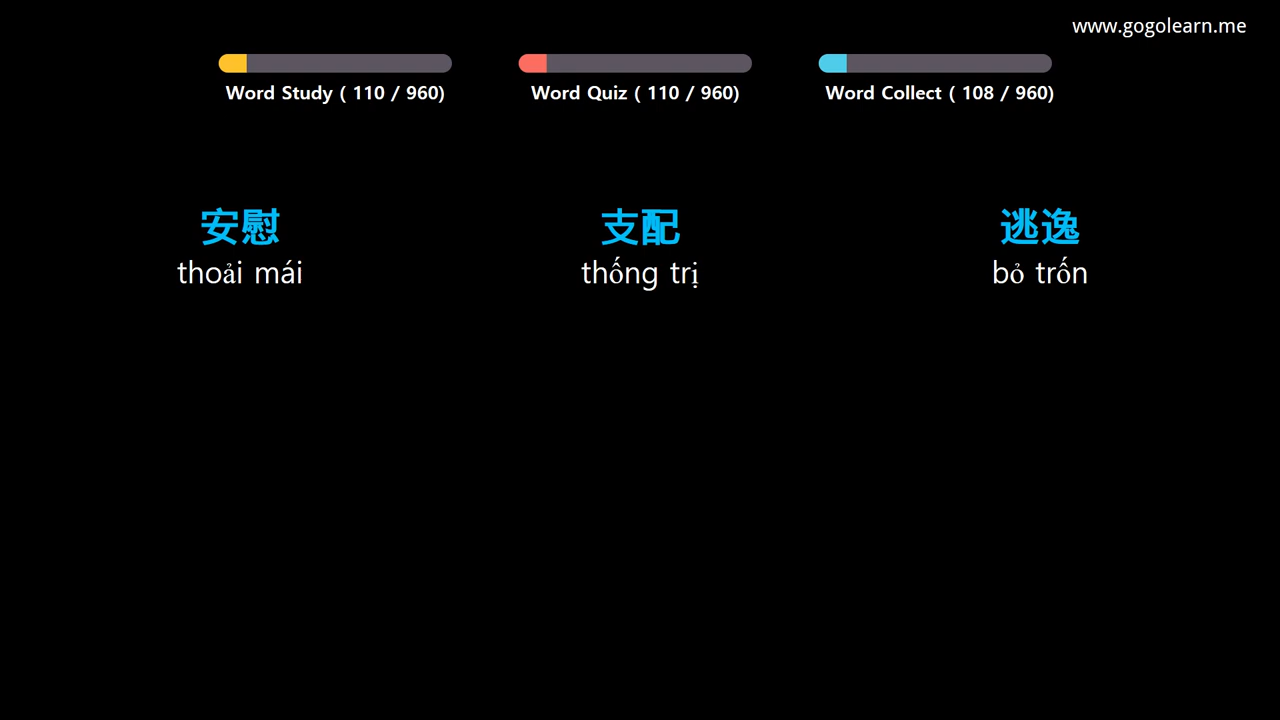 www.gogolearn.me
Word Study ( 110 / 960)
Word Quiz ( 110 / 960)
Word Collect ( 108 / 960)
安慰
thoải mái
支配
thống trị
逃逸
bỏ trốn